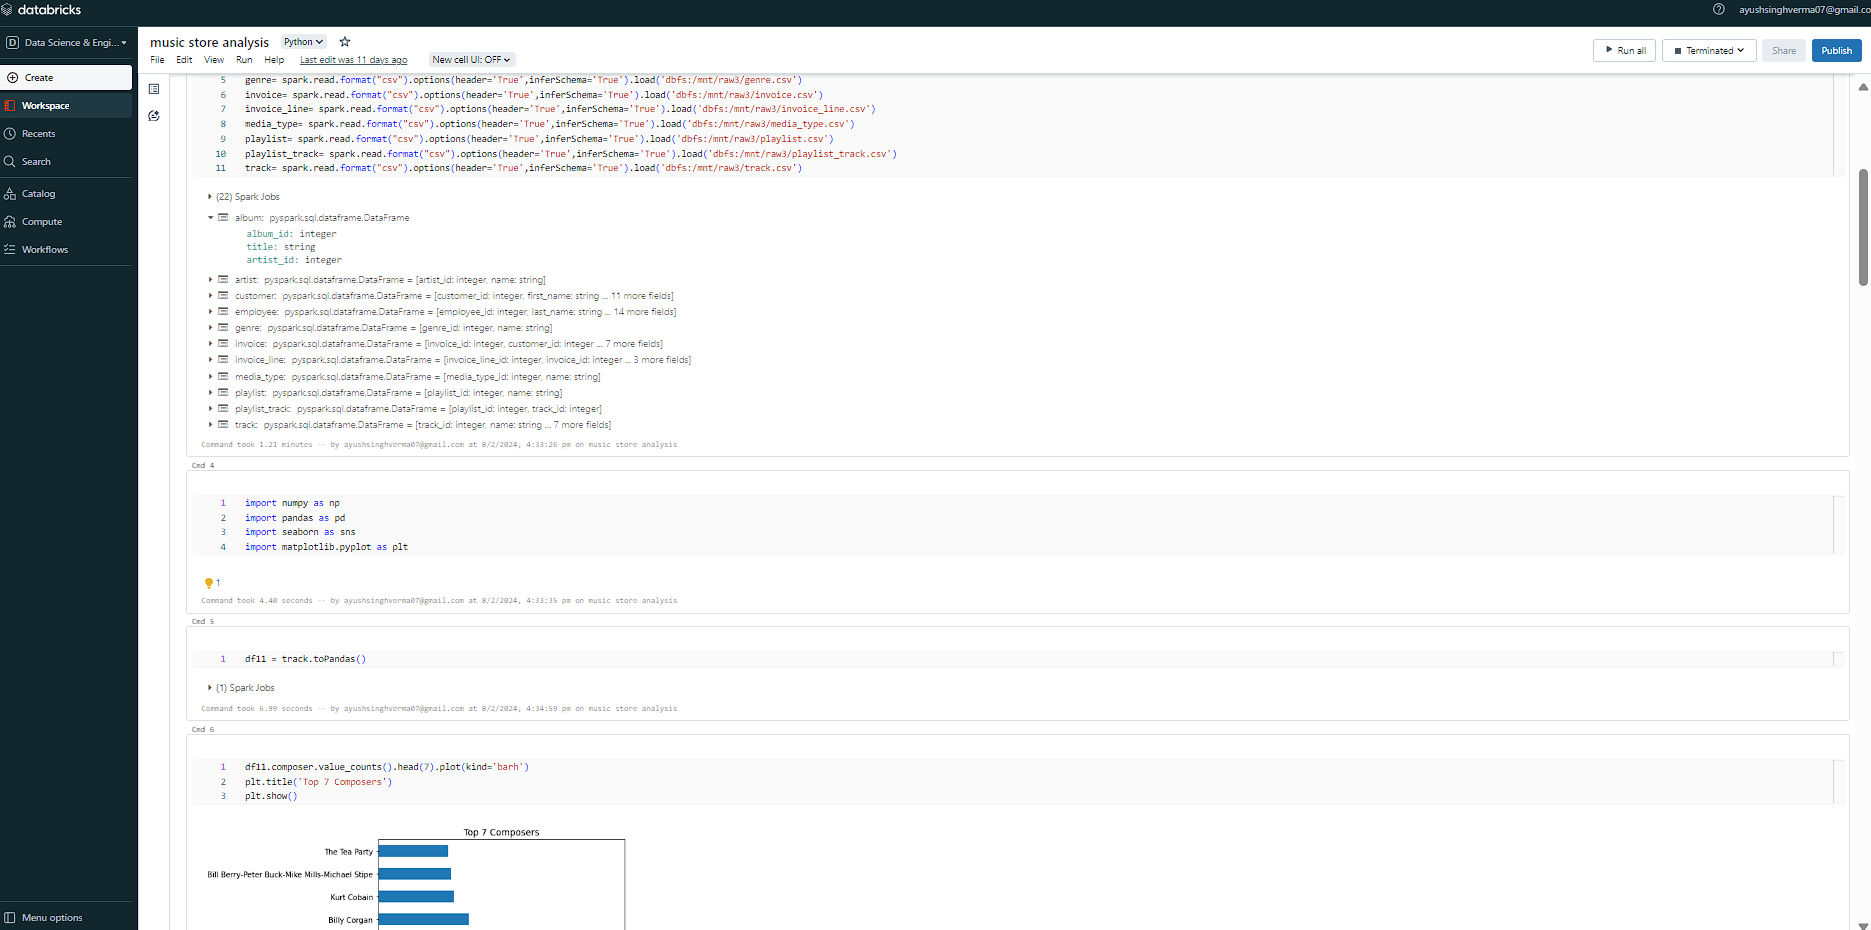 databricks
ayushsinghverma07@gmail.co
Data Science & Engi...
Create
Workspace
Recents
Search
Catalog
Compute
Workflows
Menu options
music store analysis Python
File Edit View Run Help Last edit was 11 days ago New cell UI: OFF
Run all Terminated Share Publish
5 genre= spark.read.format("csv").options(header='True',inferSchema='True').load('dbfs:/mnt/raw3/genre.csv')
6 invoice= spark.read.format("csv").options(header='True',inferSchema='True').load('dbfs:/mnt/raw3/invoice.csv')
7 invoice_line= spark.read.format("csv").options(header='True',inferSchema='True').load('dbfs:/mnt/raw3/invoice_line.csv')
8 media_type= spark.read.format("csv").options(header='True',inferSchema='True').load('dbfs:/mnt/raw3/media_type.csv')
9 playlist= spark.read.format("csv").options(header='True',inferSchema='True').load('dbfs:/mnt/raw3/playlist.csv')
10 playlist_track= spark.read.format("csv").options(header='True',inferSchema='True').load('dbfs:/mnt/raw3/playlist_track.csv')
11 track= spark.read.format("csv").options(header='True',inferSchema='True').load('dbfs:/mnt/raw3/track.csv')
(22) Spark Jobs
album: pyspark.sql.dataframe.DataFrame
album_id: integer
title: string
artist_id: integer
artist: pyspark.sql.dataframe.DataFrame = [artist_id: integer, name: string]
customer: pyspark.sql.dataframe.DataFrame = [customer_id: integer, first_name: string ... 11 more fields]
employee: pyspark.sql.dataframe.DataFrame = [employee_id: integer, last_name: string ... 14 more fields]
genre: pyspark.sql.dataframe.DataFrame = [genre_id: integer, name: string]
invoice: pyspark.sql.dataframe.DataFrame = [invoice_id: integer, customer_id: integer ... 7 more fields]
invoice_line: pyspark.sql.dataframe.DataFrame = [invoice_line_id: integer, invoice_id: integer ... 3 more fields]
media_type: pyspark.sql.dataframe.DataFrame = [media_type_id: integer, name: string]
playlist: pyspark.sql.dataframe.DataFrame = [playlist_id: integer, name: string]
playlist_track: pyspark.sql.dataframe.DataFrame = [playlist_id: integer, track_id: integer]
track: pyspark.sql.dataframe.DataFrame = [track_id: integer, name: string ... 7 more fields]
Command took 1.21 minutes -- by ayushsinghverma07@gmail.com at 8/2/2024, 4:33:26 pm on music store analysis
Cmd 4
1 import numpy as np
2 import pandas as pd
3 import seaborn as sns
4 import matplotlib.pyplot as plt
1
Command took 4.40 seconds -- by ayushsinghverma07@gmail.com at 8/2/2024, 4:33:35 pm on music store analysis
Cmd 5
1 df11 = track.toPandas()
(1) Spark Jobs
Command took 6.99 seconds -- by ayushsinghverma07@gmail.com at 8/2/2024, 4:34:59 pm on music store analysis
Cmd 6
1 df11.composer.value_counts().head(7).plot(kind='barh')
2 plt.title('Top 7 Composers')
3 plt.show()
Top 7 Composers
The Tea Party
Bill Berry-Peter Buck-Mike Mills-Michael Stipe
Kurt Cobain
Billy Corgan